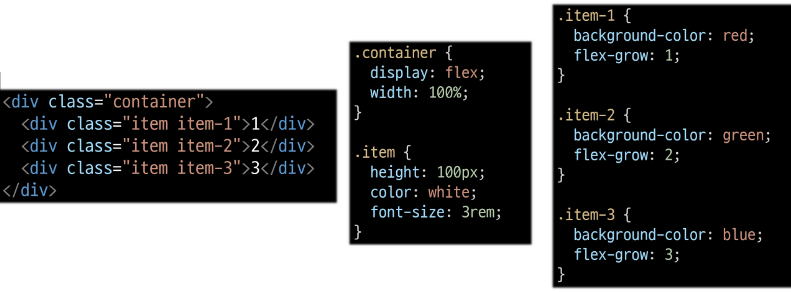 <div class="container">
  <div class="item item-1">1</div>
  <div class="item item-2">2</div>
  <div class="item item-3">3</div>
</div>
.container {
  display: flex;
  width: 100%;
}

.item {
  height: 100px;
  color: white;
  font-size: 3rem;
}
.item-1 {
  background-color: red;
  flex-grow: 1;
}

.item-2 {
  background-color: green;
  flex-grow: 2;
}

.item-3 {
  background-color: blue;
  flex-grow: 3;
}